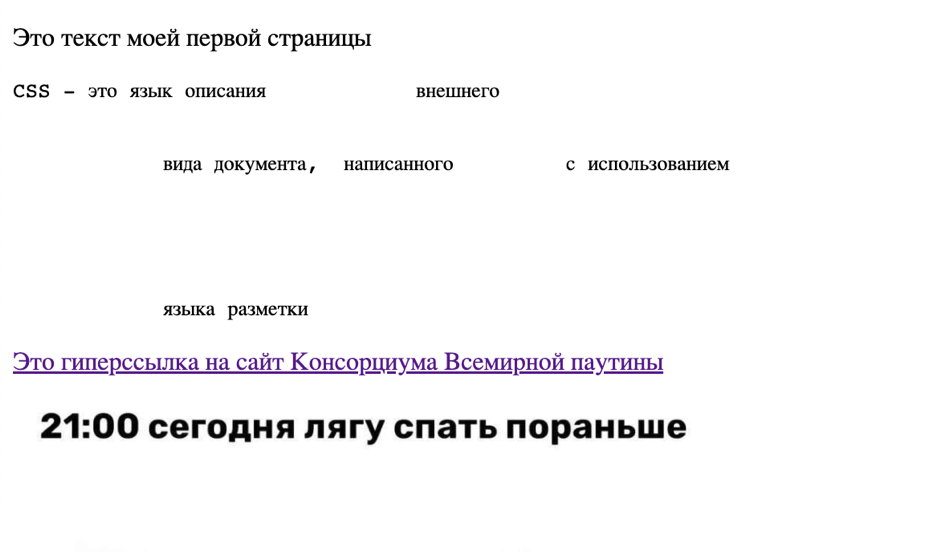 Это текст моей первой страницы
CSS - это язык описания внешнего
вида документа, написанного с использованием
языка разметки
Это гиперссылка на сайт Консорциума Всемирной паутины
21:00 сегодня лягу спать пораньше